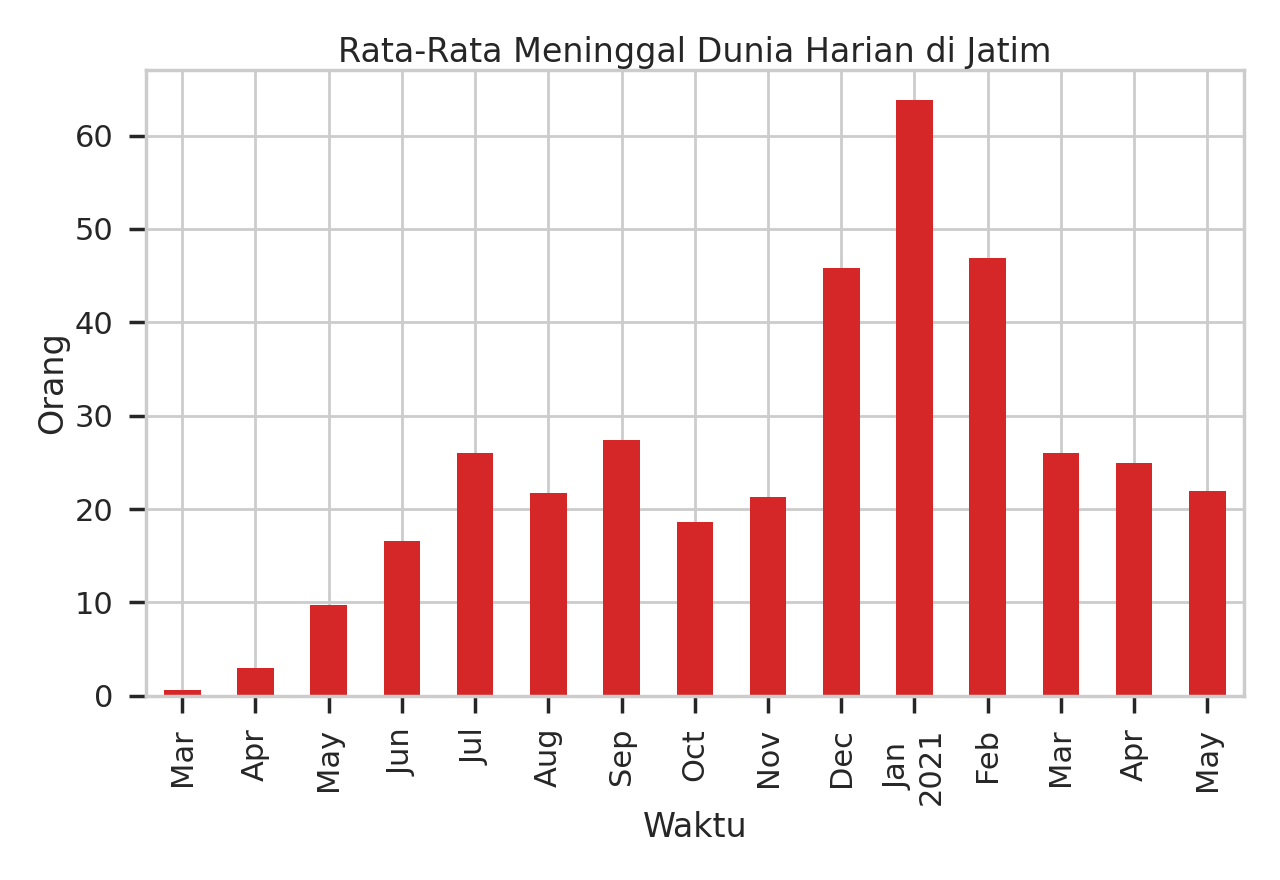 Rata-Rata Meninggal Dunia Harian di Jatim
Orang
60
50
40
30
20
10
0
Mar
Apr
May
Jun
Jul
Aug
Sep
Oct
Nov
Dec
Jan
2021
Feb
Mar
Apr
May
Waktu